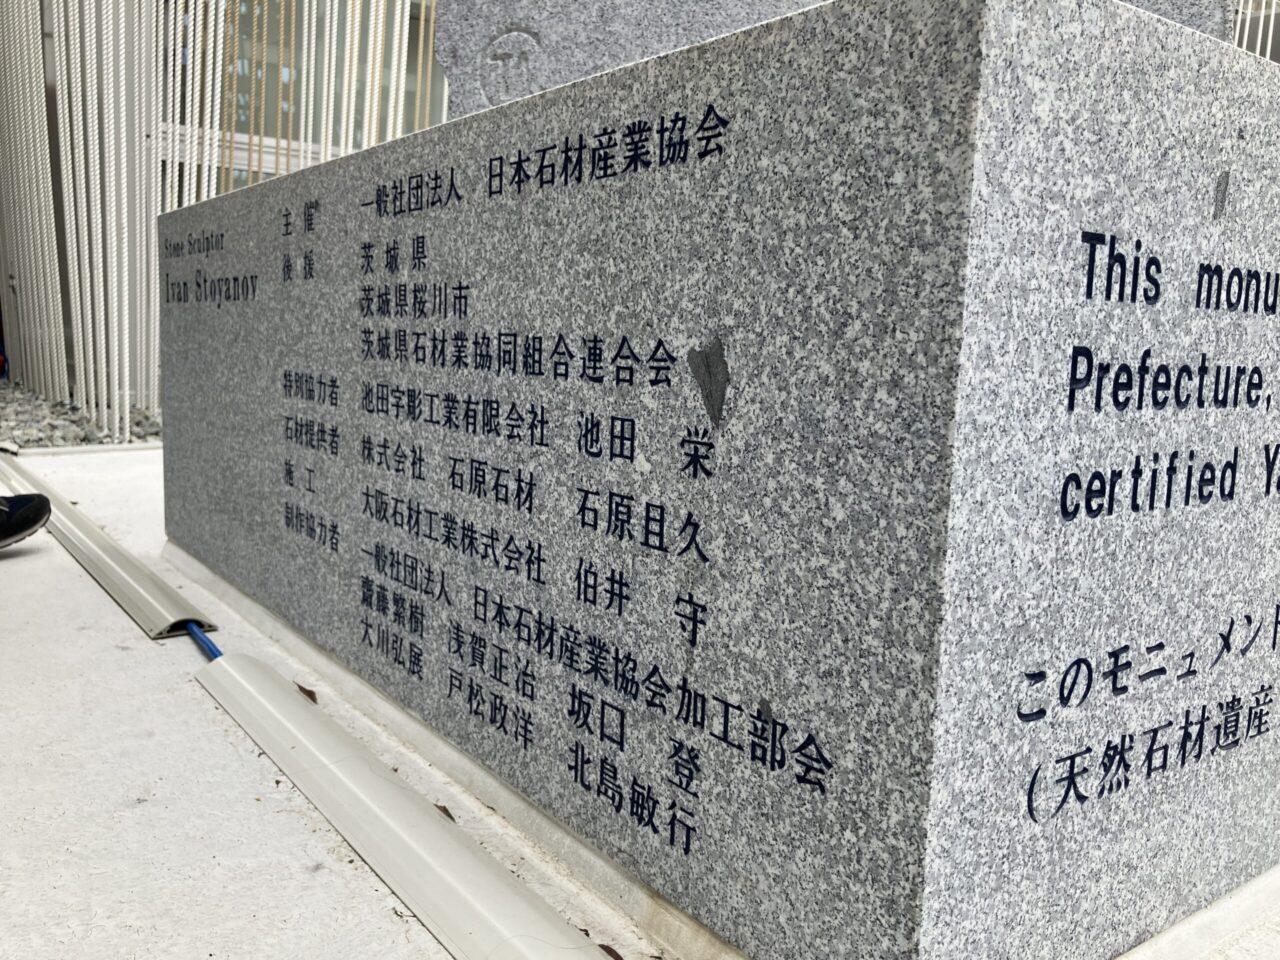 Stone Sculptor
Ivan Stoyanov
主催 一般社団法人 日本石材産業協会
後援 茨城県
茨城県桜川市
茨城県石材業協同組合連合会
特別協力者 池田字彫工業有限会社 池田 栄
石材提供者 株式会社 石原石材 石原且久
施工 大阪石材工業株式会社 伯井 守
制作協力者 一般社団法人 日本石材産業協会加工部会
齋藤繁樹 浅賀正治 坂口 登
大川弘展 戸松政洋 北島敏行
This monu
Prefecture,
certified Ya
このモニュメント
(天然石材遺産